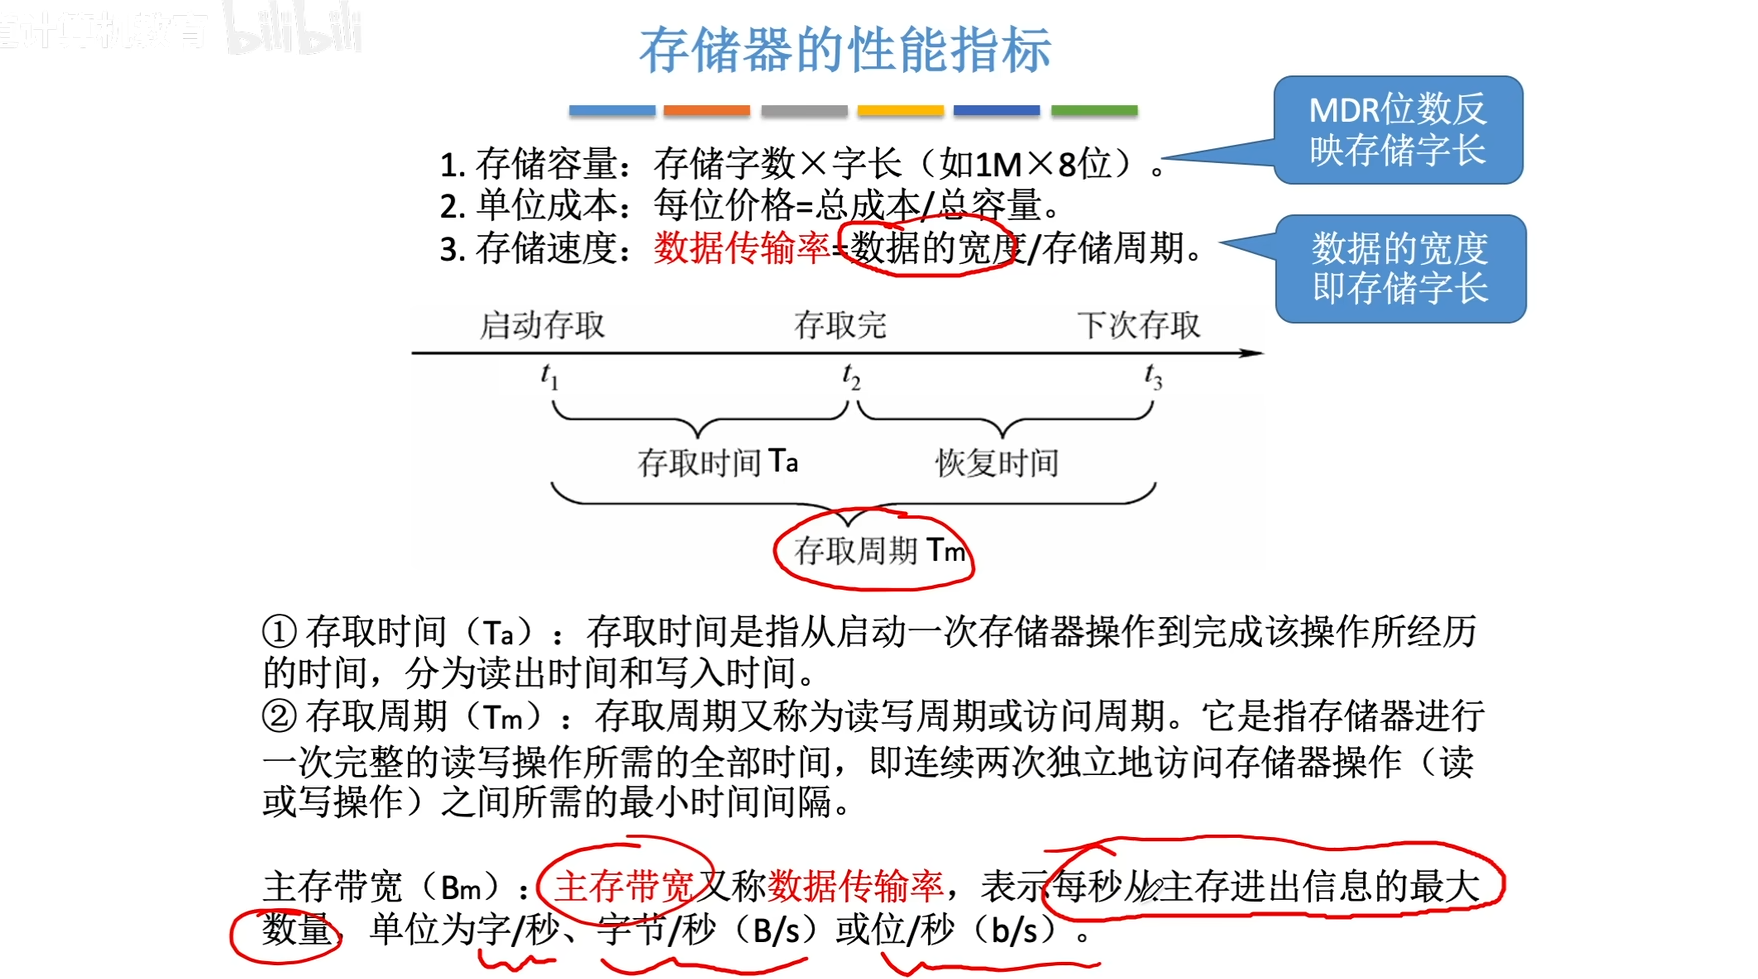 计算机教育 bilibili
存储器的性能指标
MDR位数反
映存储字长
1. 存储容量：存储字数×字长（如1M×8位）。
2. 单位成本：每位价格=总成本/总容量。
3. 存储速度：数据传输率=数据的宽度/存储周期。
数据的宽度
即存储字长
启动存取 存取完 下次存取
t1 t2 t3
存取时间 Ta 恢复时间
存取周期 Tm
① 存取时间（Ta）：存取时间是指从启动一次存储器操作到完成该操作所经历
的时间，分为读出时间和写入时间。
② 存取周期（Tm）：存取周期又称为读写周期或访问周期。它是指存储器进行
一次完整的读写操作所需的全部时间，即连续两次独立地访问存储器操作（读
或写操作）之间所需的最小时间间隔。
主存带宽（Bm）：主存带宽又称数据传输率，表示每秒从主存进出信息的最大
数量，单位为字/秒、字节/秒（B/s）或位/秒（b/s）。